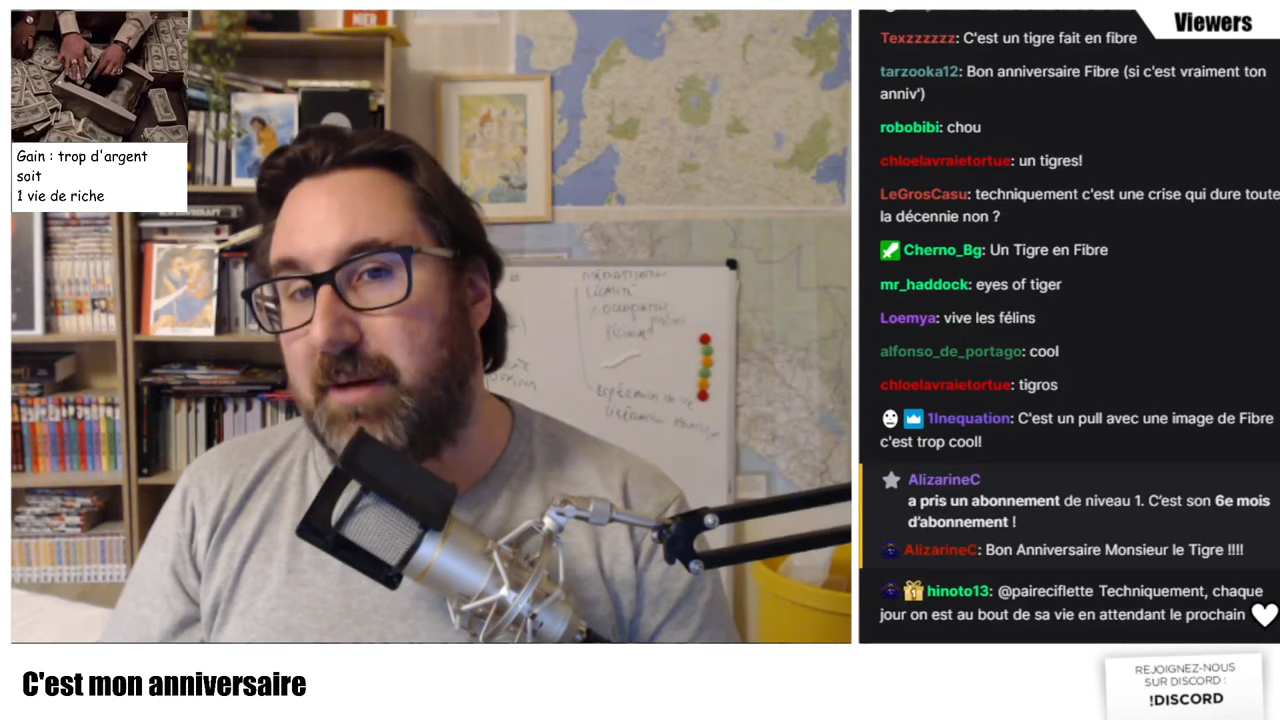 NIER
Gain : trop d'argent
soit
1 vie de riche
Viewers
Texzzzzzz: C'est un tigre fait en fibre
tarzooka12: Bon anniversaire Fibre (si c'est vraiment ton
anniv')
robobibi: chou
chloelavraietortue: un tigres!
LeGrosCasu: techniquement c'est une crise qui dure toute
la décennie non ?
Cherno_Bg: Un Tigre en Fibre
mr_haddock: eyes of tiger
Loemya: vive les félins
alfonso_de_portago: cool
chloelavraietortue: tigros
1Inequation: C'est un pull avec une image de Fibre
c'est trop cool!
AlizarineC
a pris un abonnement de niveau 1. C'est son 6e mois
d'abonnement !
AlizarineC: Bon Anniversaire Monsieur le Tigre !!!!
hinoto13: @paireciflette Techniquement, chaque
jour on est au bout de sa vie en attendant le prochain
C'est mon anniversaire
REJOIGNEZ-NOUS
SUR DISCORD :
!DISCORD